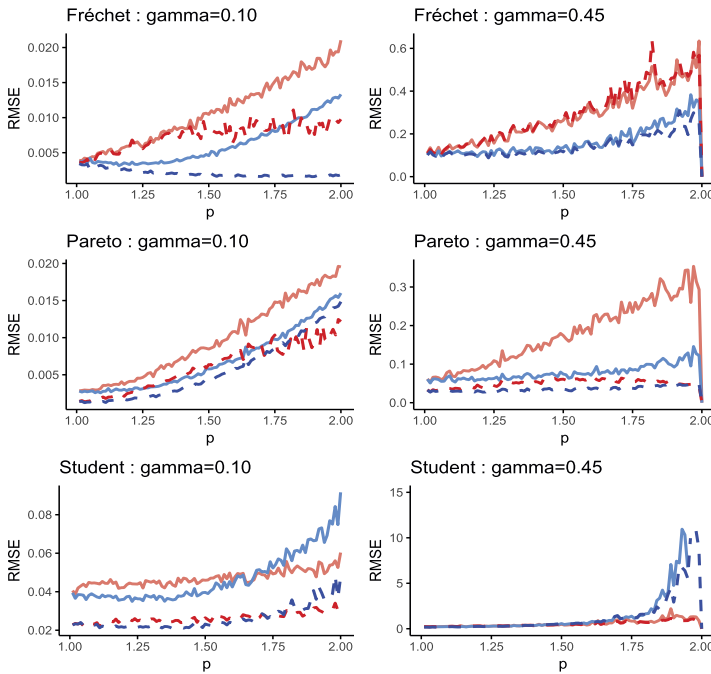 Fréchet : gamma=0.10
0.020
0.015
0.010
0.005
RMSE
1.00 1.25 1.50 1.75 2.00
p
Fréchet : gamma=0.45
0.6
0.4
0.2
0.0
RMSE
1.00 1.25 1.50 1.75 2.00
p
Pareto : gamma=0.10
0.020
0.015
0.010
0.005
RMSE
1.00 1.25 1.50 1.75 2.00
p
Pareto : gamma=0.45
0.3
0.2
0.1
0.0
RMSE
1.00 1.25 1.50 1.75 2.00
p
Student : gamma=0.10
0.08
0.06
0.04
0.02
RMSE
1.00 1.25 1.50 1.75 2.00
p
Student : gamma=0.45
15
10
5
0
RMSE
1.00 1.25 1.50 1.75 2.00
p